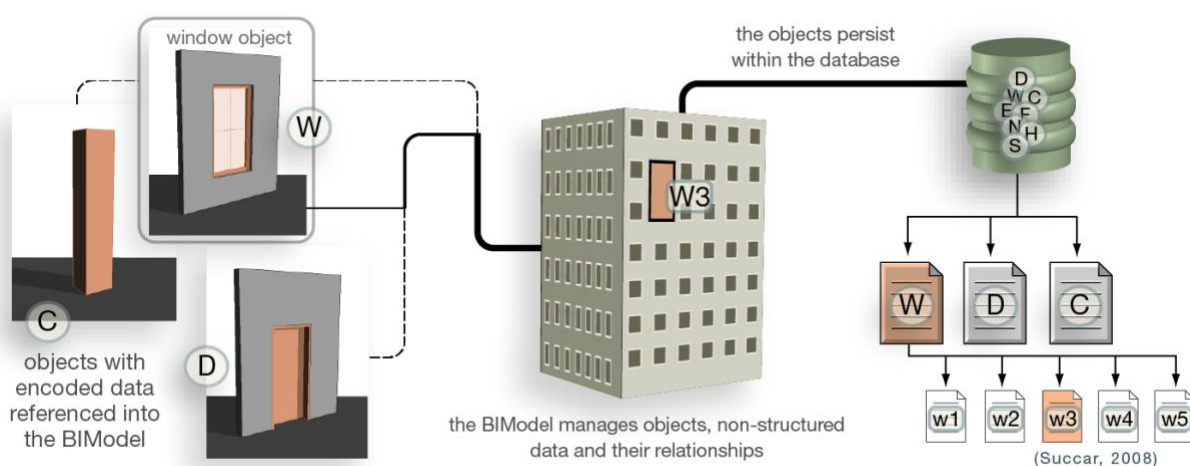 window object
W
C
D
objects with
encoded data
referenced into
the BIModel
W3
the BIModel manages objects, non-structured
data and their relationships
the objects persist
within the database
D
W C
E F
N H
S
W D C
w1 w2 w3 w4 w5
(Succar, 2008)